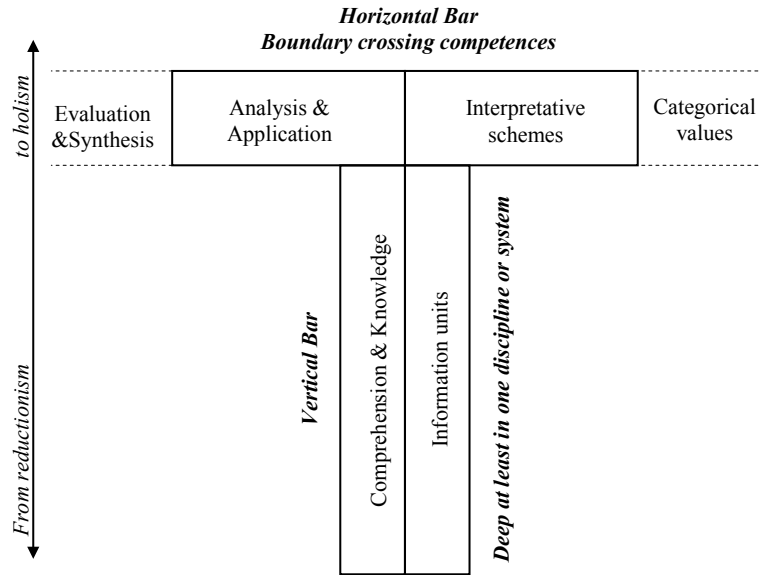 Horizontal Bar
Boundary crossing competences
to holism
Evaluation
&Synthesis
Analysis &
Application
Interpretative
schemes
Categorical
values
From reductionism
Vertical Bar
Comprehension & Knowledge
Information units
Deep at least in one discipline or system